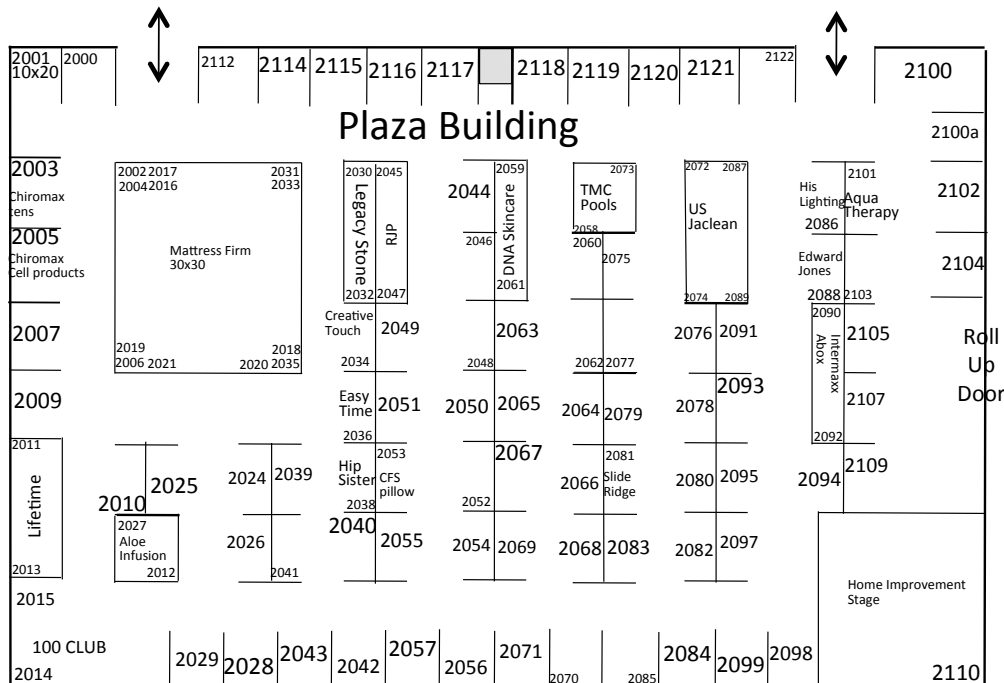 2001
10x20
2000
2112
2114
2115
2116
2117
2118
2119
2120
2121
2122
2100
Plaza Building
2100a
2003
2002 2017
2004 2016
2031
2033
2030
2045
2044
2059
2073
2072
2087
2101
2102
Chiromax
tens
Legacy Stone
RJP
DNA Skincare
TMC
Pools
US
Jaclean
His
Lighting
Aqua
Therapy
2086
2005
Chiromax
Cell products
Mattress Firm
30x30
2046
2058
2060
2075
Edward
Jones
2104
2032
2047
2061
2074
2089
2088
2103
2007
Creative
Touch
2049
2063
2076
2091
2090
2105
Intermaxx
Abox
Roll
Up
Door
2019
2006 2021
2018
2020 2035
2034
2048
2062
2077
2009
Easy
Time
2051
2050
2065
2064
2079
2078
2093
2107
2036
2092
2011
2053
2067
2081
2109
Lifetime
2010
2025
2024
2039
Hip
Sister
CFS
pillow
2066
Slide
Ridge
2080
2095
2094
2038
2052
2027
Aloe
Infusion
2012
2026
2041
2040
2055
2054
2069
2068
2083
2082
2097
2013
2015
Home Improvement
Stage
100 CLUB
2014
2029
2028
2043
2042
2057
2056
2071
2070
2085
2084
2099
2098
2110